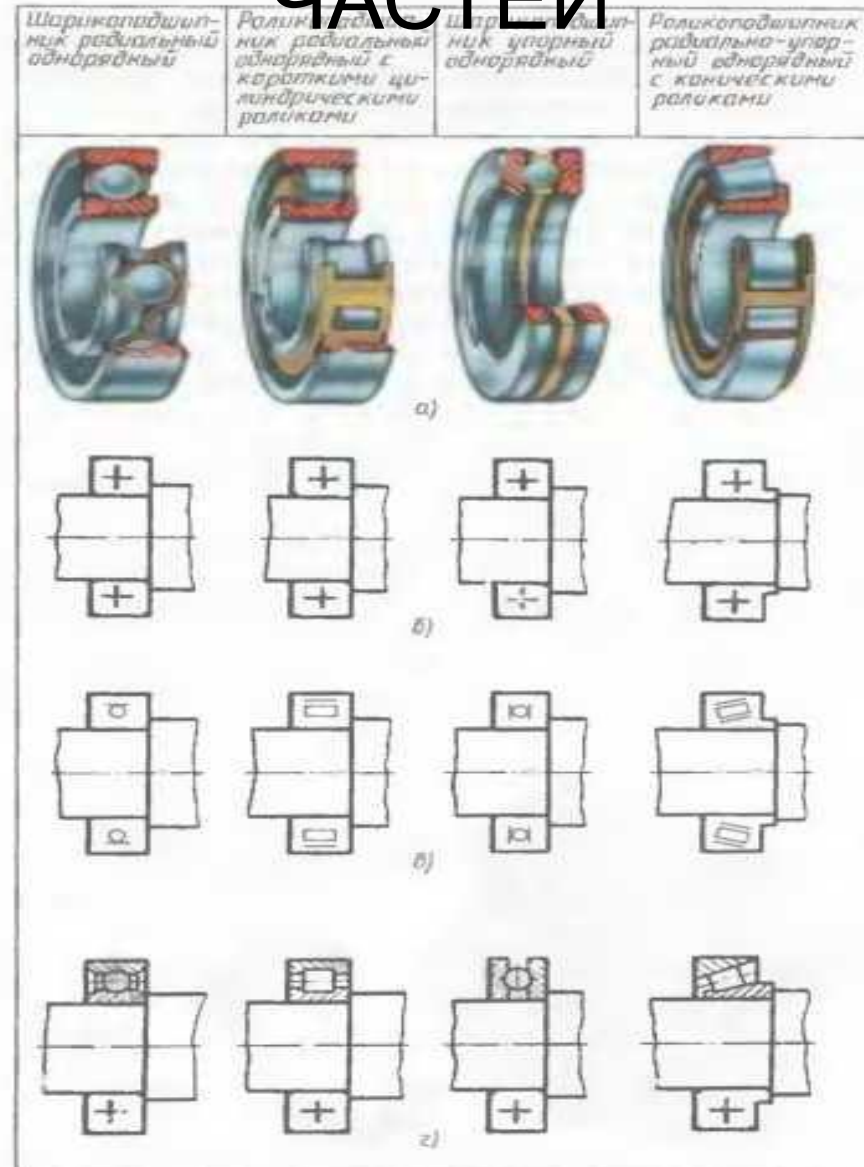 ЧАСТЕЙ
Шарикоподшип-
ник радиальный
однорядный
Роликоподшип-
ник радиальный
однорядный с
короткими ци-
линдрическими
роликами
Шарикоподшип-
ник упорный
однорядный
Роликоподшипник
радиально-упор-
ный однорядный
с коническими
роликами
а)
б)
в)
г)